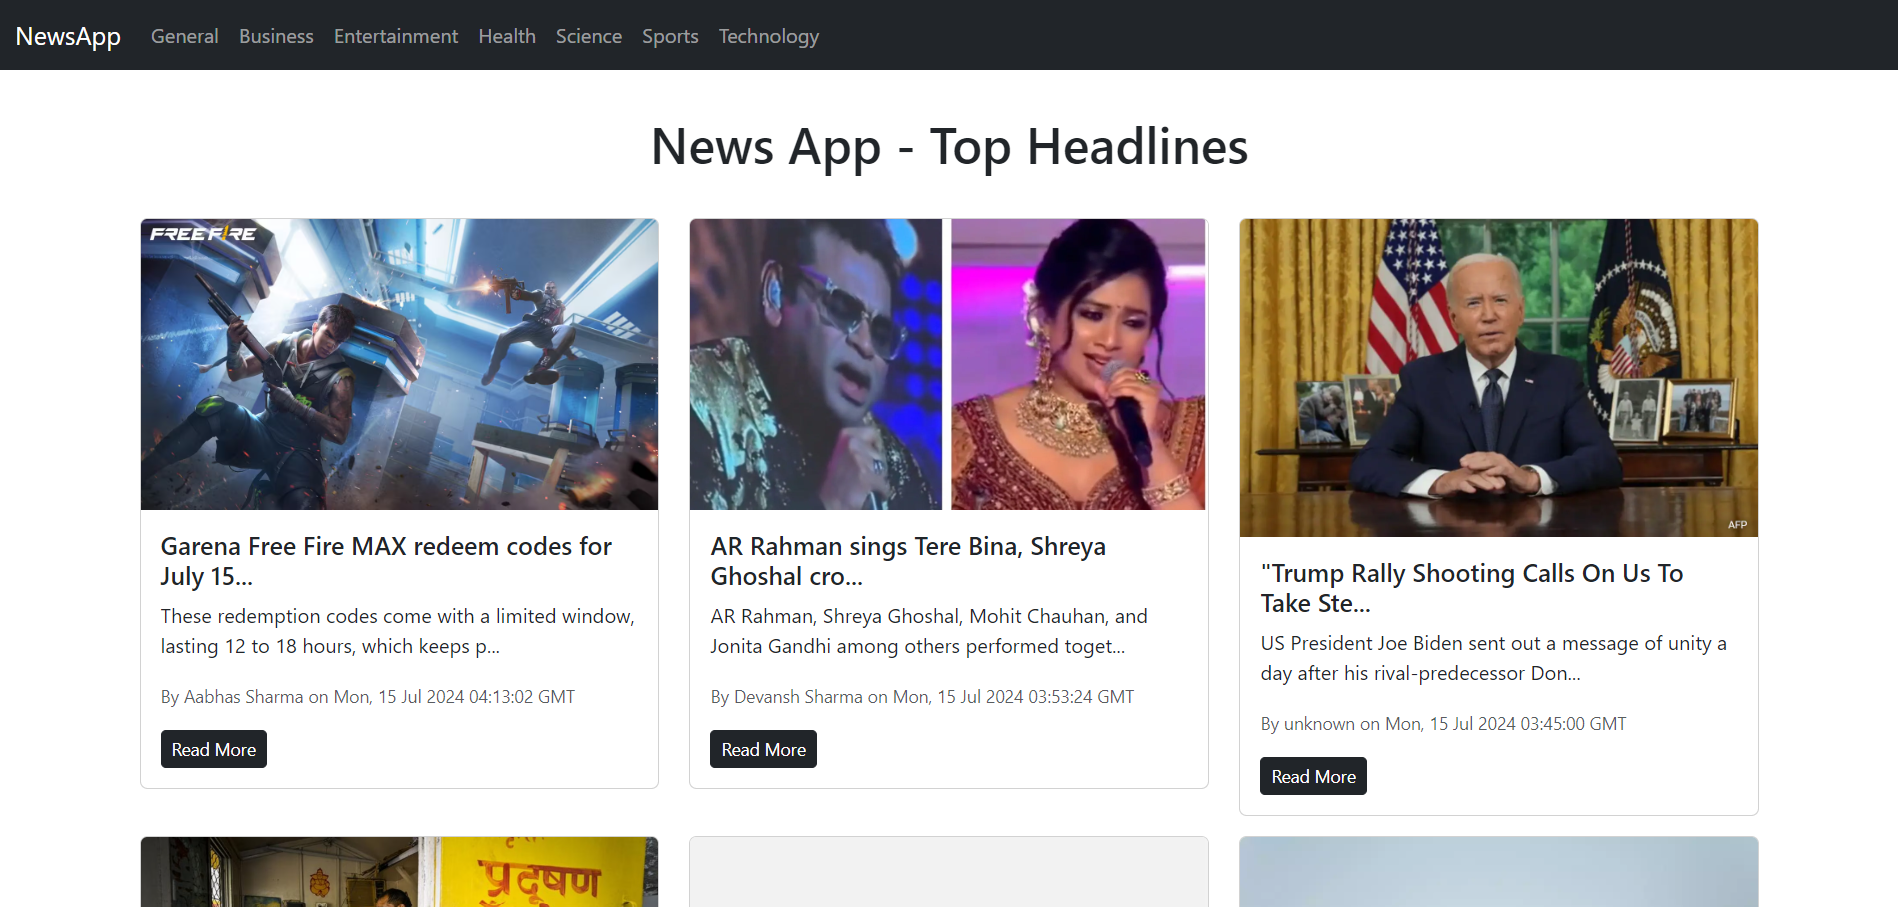 NewsApp General Business Entertainment Health Science Sports Technology
News App - Top Headlines
FREE FIRE
Garena Free Fire MAX redeem codes for
July 15...
These redemption codes come with a limited window,
lasting 12 to 18 hours, which keeps p...
By Aabhas Sharma on Mon, 15 Jul 2024 04:13:02 GMT
Read More
AR Rahman sings Tere Bina, Shreya
Ghoshal cro...
AR Rahman, Shreya Ghoshal, Mohit Chauhan, and
Jonita Gandhi among others performed toget...
By Devansh Sharma on Mon, 15 Jul 2024 03:53:24 GMT
Read More
AFP
"Trump Rally Shooting Calls On Us To
Take Ste...
US President Joe Biden sent out a message of unity a
day after his rival-predecessor Don...
By unknown on Mon, 15 Jul 2024 03:45:00 GMT
Read More
प्रदूषण